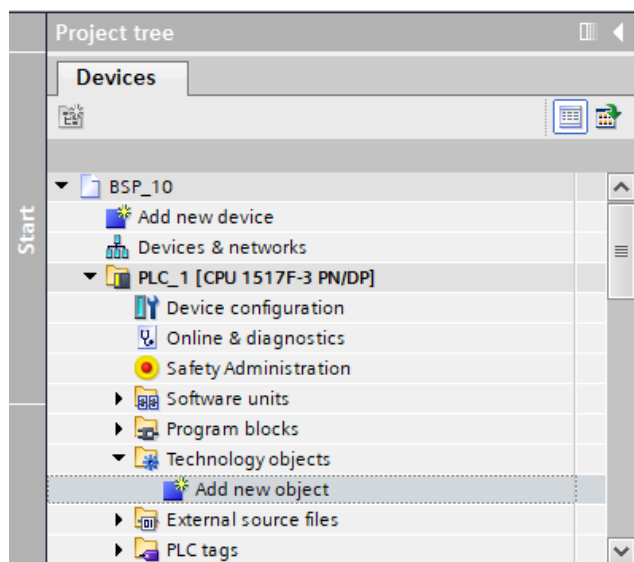 Project tree
Devices
Start
BSP_10
Add new device
Devices & networks
PLC_1 [CPU 1517F-3 PN/DP]
Device configuration
Online & diagnostics
Safety Administration
Software units
Program blocks
Technology objects
Add new object
External source files
PLC tags